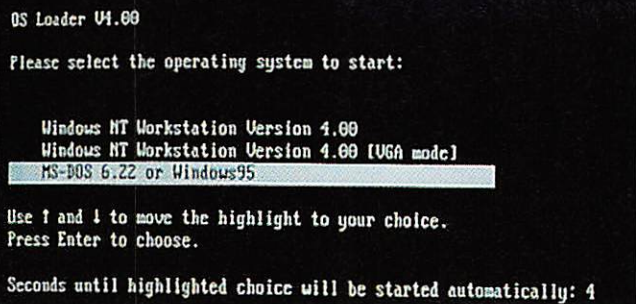 OS Loader V4.00
Please select the operating system to start:
Windows NT Workstation Version 4.00
Windows NT Workstation Version 4.00 [VGA mode]
MS-DOS 6.22 or Windows95
Use ↑ and ↓ to move the highlight to your choice.
Press Enter to choose.
Seconds until highlighted choice will be started automatically: 4